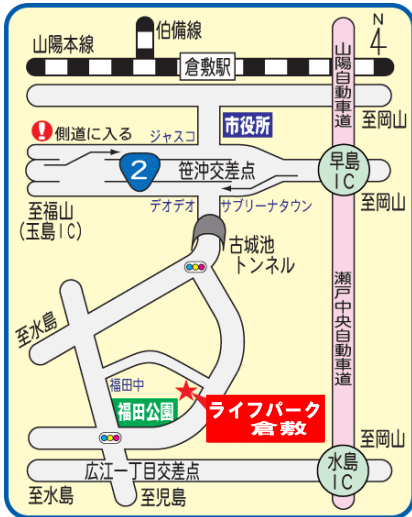 伯備線
N
4
山陽本線
倉敷駅
山陽自動車道
至岡山
市役所
!側道に入る
ジャスコ
2
笹沖交差点
早島
IC
至福山
(玉島IC)
デオデオ
サブリーナタウン
至岡山
古城池
トンネル
瀬戸中央自動車道
至水島
福田中
福田公園
ライフパーク
倉敷
至岡山
広江一丁目交差点
水島
IC
至水島
至児島